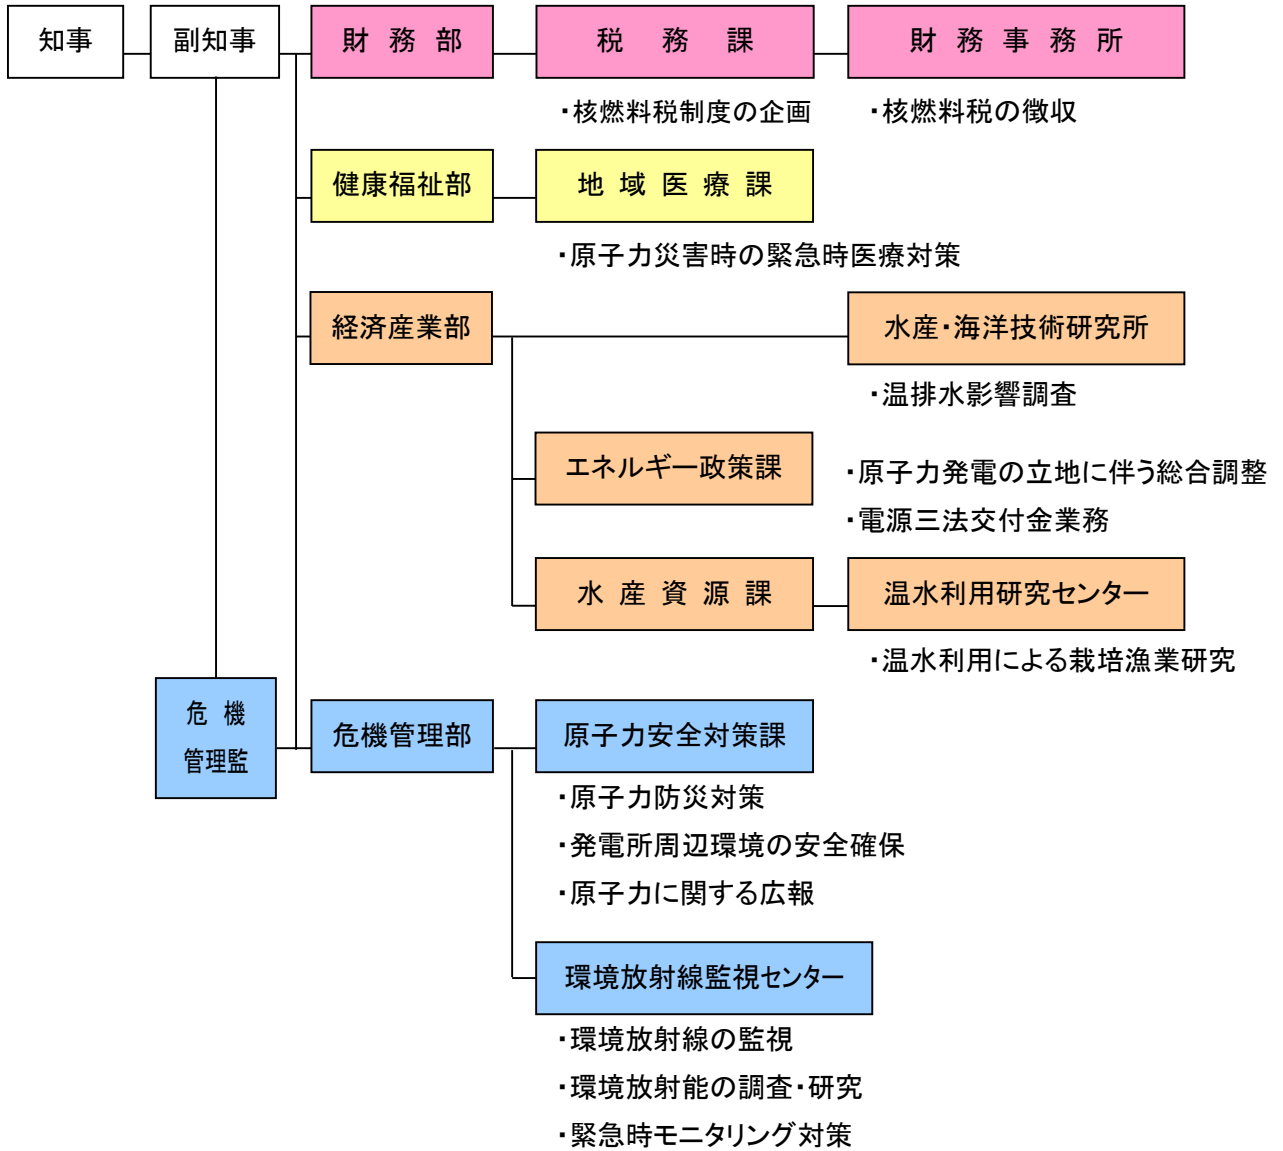 知事
副知事
財務部
税務課
財務事務所
・核燃料税制度の企画
・核燃料税の徴収
健康福祉部
地域医療課
・原子力災害時の緊急時医療対策
経済産業部
水産・海洋技術研究所
・温排水影響調査
エネルギー政策課
・原子力発電の立地に伴う総合調整
・電源三法交付金業務
水産資源課
温水利用研究センター
・温水利用による栽培漁業研究
危機
管理監
危機管理部
原子力安全対策課
・原子力防災対策
・発電所周辺環境の安全確保
・原子力に関する広報
環境放射線監視センター
・環境放射線の監視
・環境放射能の調査・研究
・緊急時モニタリング対策